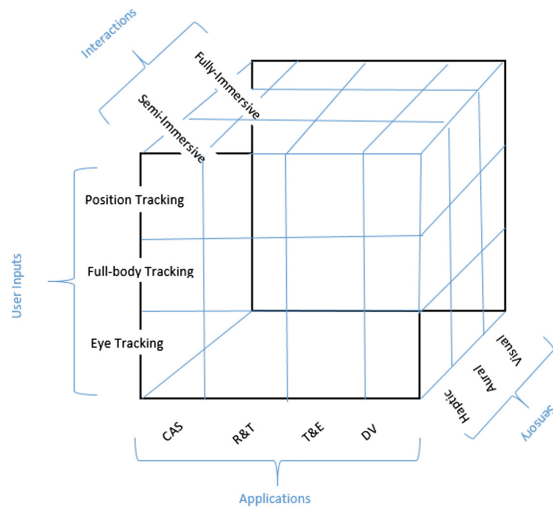 Interactions
Fully-Immersive
Semi-Immersive
Position Tracking
Full-body Tracking
Eye Tracking
User Inputs
CAS
R&T
T&E
DV
Applications
Haptic
Aural
Visual
Sensory